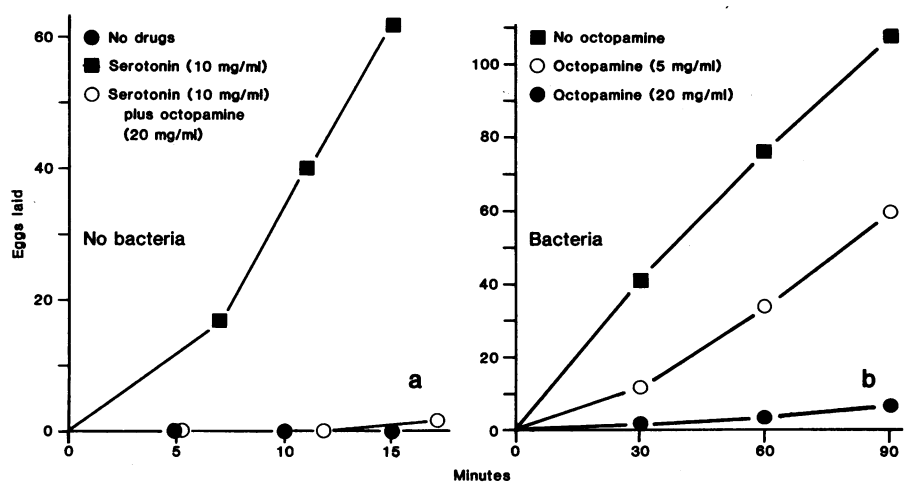 Eggs laid
60
40
20
0
No drugs
Serotonin (10 mg/ml)
Serotonin (10 mg/ml)
plus octopamine
(20 mg/ml)
No bacteria
a
0
5
10
15
100
80
60
40
20
0
No octopamine
Octopamine (5 mg/ml)
Octopamine (20 mg/ml)
Bacteria
b
0
30
60
90
Minutes